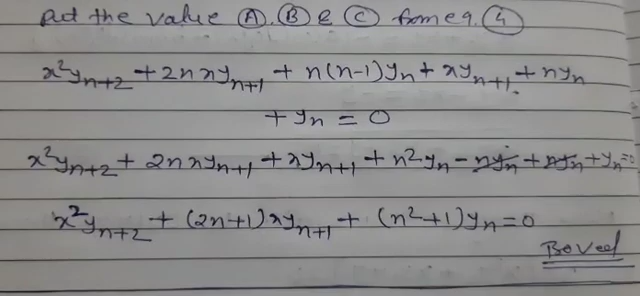 put the value Ⓐ, Ⓑ & Ⓒ from eq. ④
x²yₙ₊₂ + 2nxyₙ₊₁ + n(n-1)yₙ + xyₙ₊₁ + nyₙ
+ yₙ = 0
x²yₙ₊₂ + 2nxyₙ₊₁ + xyₙ₊₁ + n²yₙ - nyₙ + nyₙ + yₙ = 0
x²yₙ₊₂ + (2n+1)xyₙ₊₁ + (n²+1)yₙ = 0